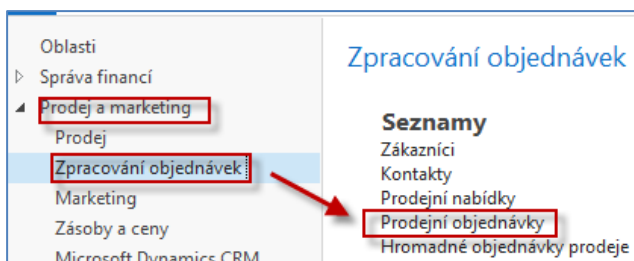 Oblasti
Správa financí
Prodej a marketing
Prodej
Zpracování objednávek
Marketing
Zásoby a ceny
Microsoft Dynamics CRM
Zpracování objednávek
Seznamy
Zákazníci
Kontakty
Prodejní nabídky
Prodejní objednávky
Hromadné objednávky prodeje